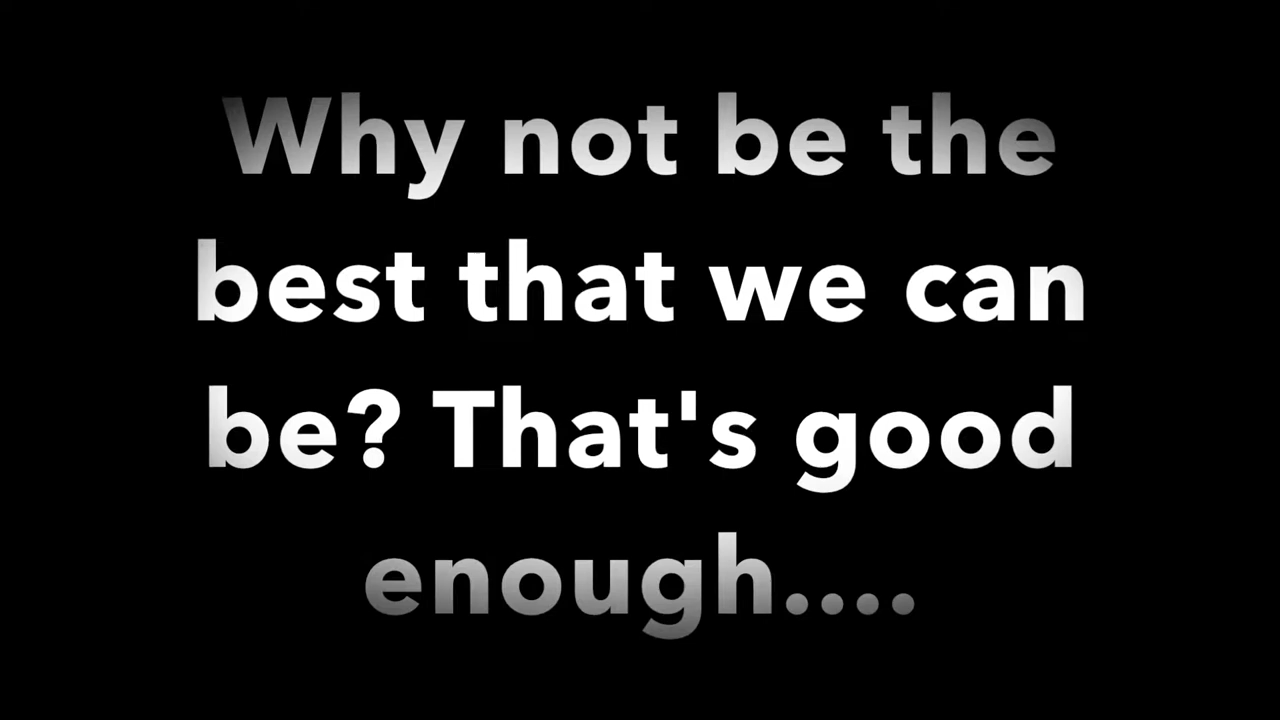 Why not be the
best that we can
be? That's good
enough....